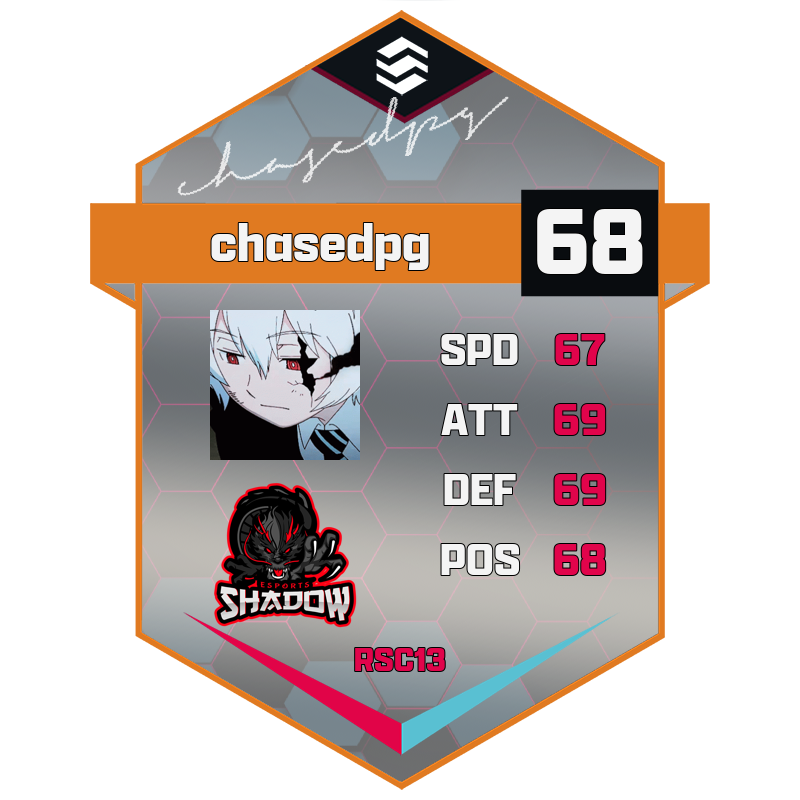 chasedpg
chasedpg 68
SPD 67
ATT 69
DEF 69
POS 68
ESPORTS
SHADOW
RSC13